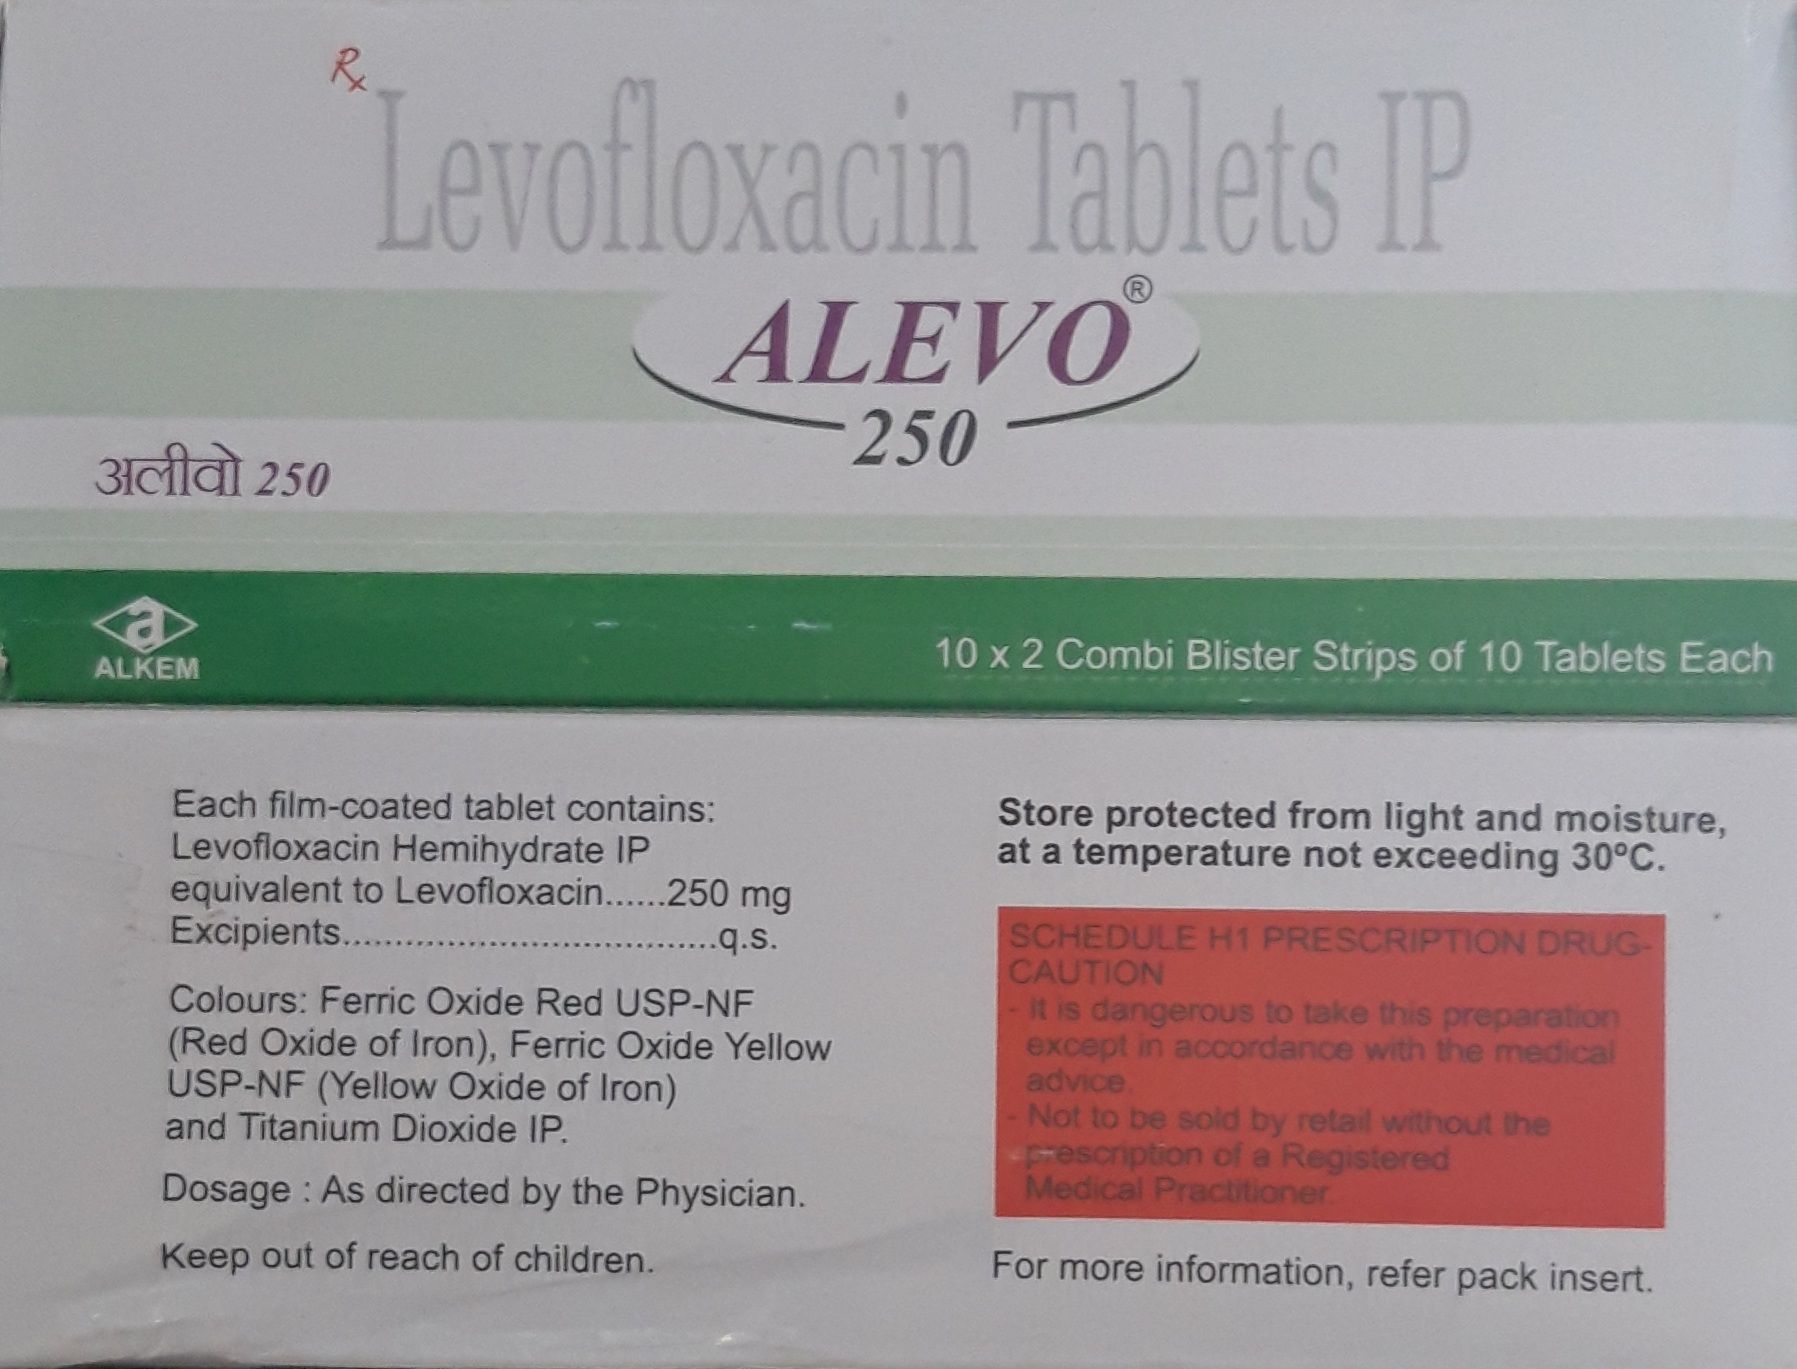 Rx
Levofloxacin Tablets IP
ALEVO®
250
अलीवो 250
a
ALKEM
10 x 2 Combi Blister Strips of 10 Tablets Each
Each film-coated tablet contains:
Levofloxacin Hemihydrate IP
equivalent to Levofloxacin......250 mg
Excipients.....................................q.s.
Colours: Ferric Oxide Red USP-NF
(Red Oxide of Iron), Ferric Oxide Yellow
USP-NF (Yellow Oxide of Iron)
and Titanium Dioxide IP.
Dosage : As directed by the Physician.
Keep out of reach of children.
Store protected from light and moisture,
at a temperature not exceeding 30ºC.
SCHEDULE H1 PRESCRIPTION DRUG-
CAUTION
- It is dangerous to take this preparation
except in accordance with the medical
advice.
- Not to be sold by retail without the
prescription of a Registered
Medical Practitioner.
For more information, refer pack insert.